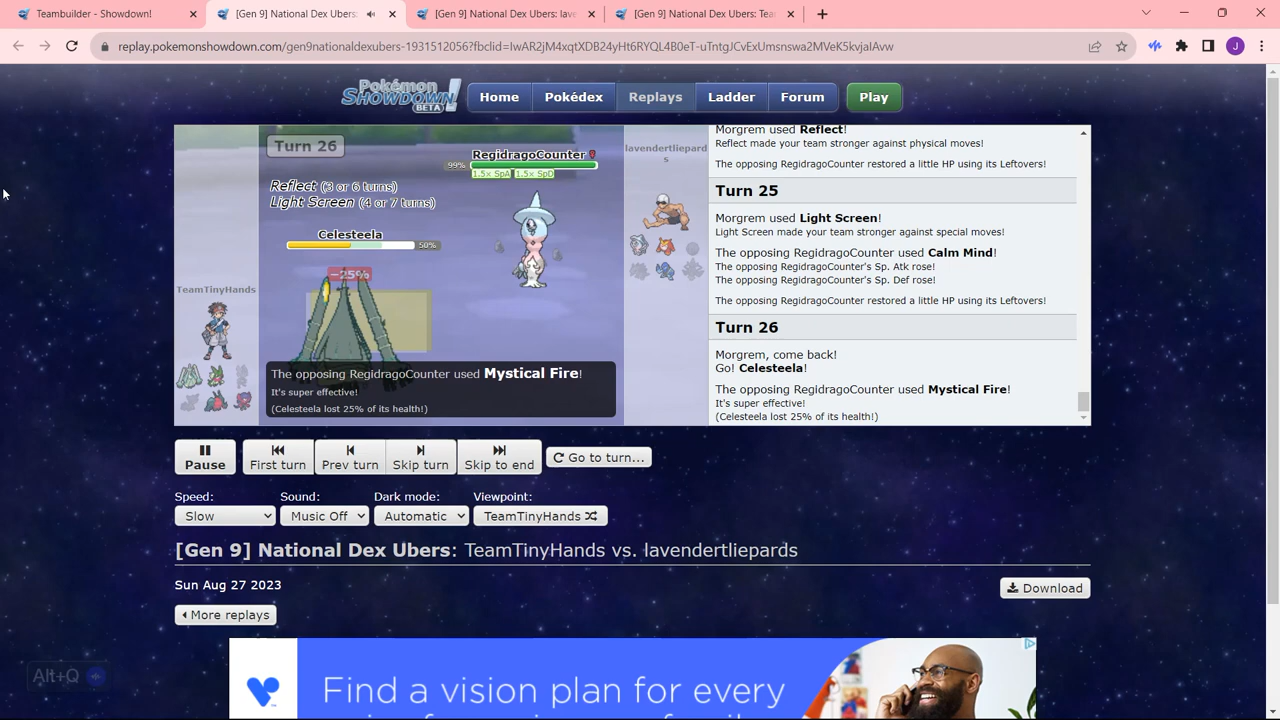 Teambuilder - Showdown!
[Gen 9] National Dex Ubers:
[Gen 9] National Dex Ubers: lave
[Gen 9] National Dex Ubers: Tea
replay.pokemonshowdown.com/gen9nationaldexubers-1931512056?fbclid=IwAR2jM4xqtXDB24yHt6RYQL4B0eT-uTntgJCvExUmsnswa2MVeK5kvjaIAvw
J
Pokémon
SHOWDOWN!
BETA
Home
Pokédex
Replays
Ladder
Forum
Play
Turn 26
RegidragoCounter
99%
1.5× SpA 1.5× SpD
Reflect (3 or 6 turns)
Light Screen (4 or 7 turns)
Celesteela
50%
−25%
TeamTinyHands
lavendertliepard
s
The opposing RegidragoCounter used Mystical Fire!
It's super effective!
(Celesteela lost 25% of its health!)
Morgrem used Reflect!
Reflect made your team stronger against physical moves!
The opposing RegidragoCounter restored a little HP using its Leftovers!
Turn 25
Morgrem used Light Screen!
Light Screen made your team stronger against special moves!
The opposing RegidragoCounter used Calm Mind!
The opposing RegidragoCounter's Sp. Atk rose!
The opposing RegidragoCounter's Sp. Def rose!
The opposing RegidragoCounter restored a little HP using its Leftovers!
Turn 26
Morgrem, come back!
Go! Celesteela!
The opposing RegidragoCounter used Mystical Fire!
It's super effective!
(Celesteela lost 25% of its health!)
Pause
First turn
Prev turn
Skip turn
Skip to end
Go to turn...
Speed:
Sound:
Dark mode:
Viewpoint:
Slow
Music Off
Automatic
TeamTinyHands
[Gen 9] National Dex Ubers: TeamTinyHands vs. lavendertliepards
Sun Aug 27 2023
Download
More replays
Alt+Q
Find a vision plan for every